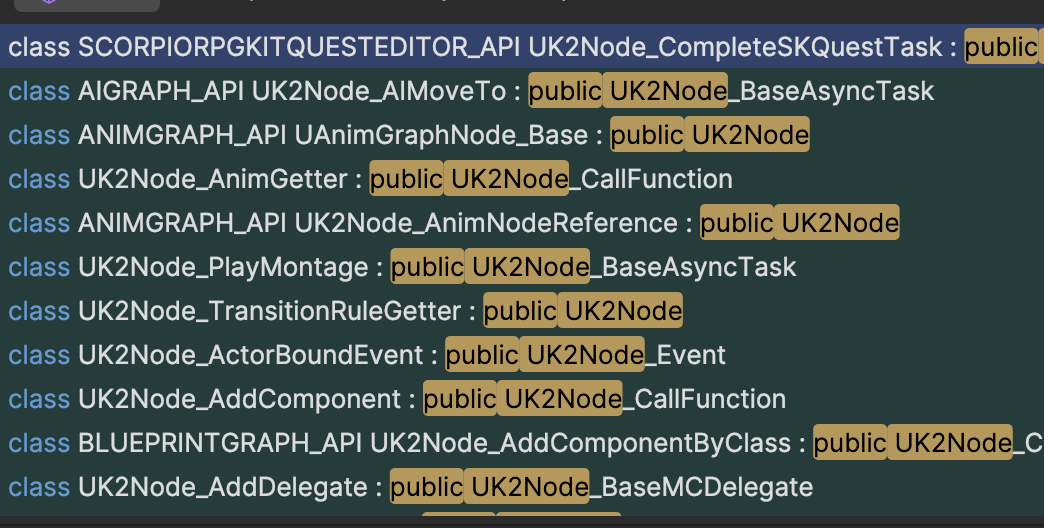 class SCORPIORPGKITQUESTEDITOR_API UK2Node_CompleteSKQuestTask : public
class AIGRAPH_API UK2Node_AIMoveTo : public UK2Node_BaseAsyncTask
class ANIMGRAPH_API UAnimGraphNode_Base : public UK2Node
class UK2Node_AnimGetter : public UK2Node_CallFunction
class ANIMGRAPH_API UK2Node_AnimNodeReference : public UK2Node
class UK2Node_PlayMontage : public UK2Node_BaseAsyncTask
class UK2Node_TransitionRuleGetter : public UK2Node
class UK2Node_ActorBoundEvent : public UK2Node_Event
class UK2Node_AddComponent : public UK2Node_CallFunction
class BLUEPRINTGRAPH_API UK2Node_AddComponentByClass : public UK2Node_C
class UK2Node_AddDelegate : public UK2Node_BaseMCDelegate